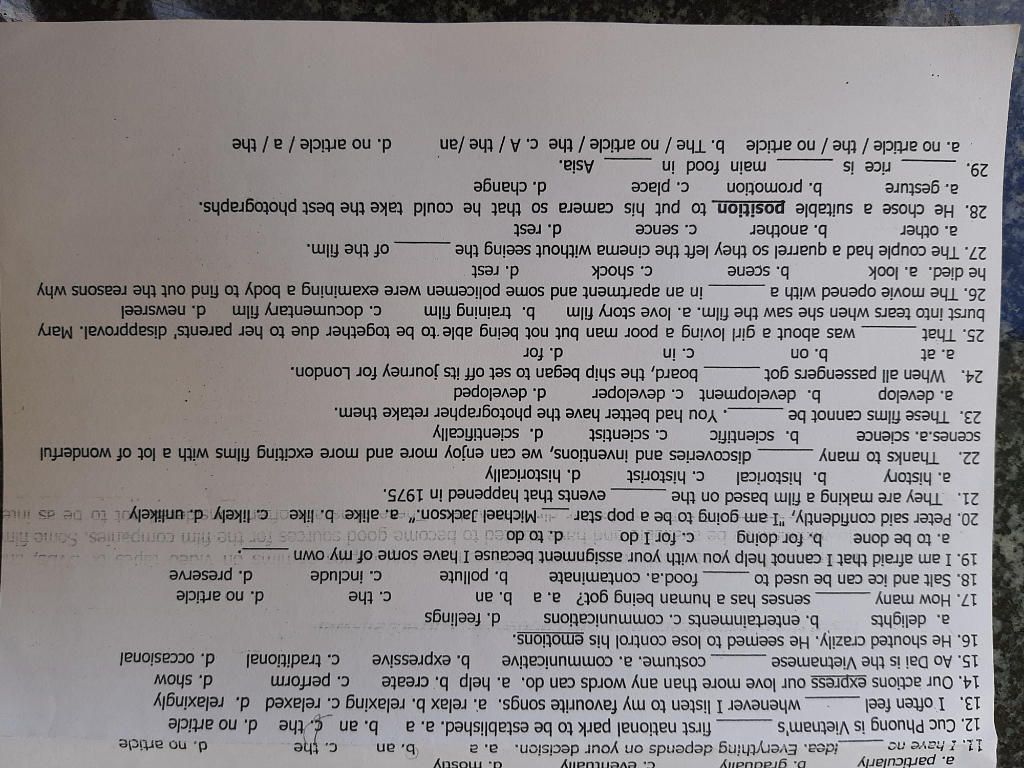 a. particularly b. gradually c. eventually d. mostly
11. I have no ____idea. Everything depends on your decision. a. a b. an c. the d. no article
12. Cuc Phuong is Vietnam's ____ first national park to be established. a. a b. an c. the d. no article
13. I often feel ____ whenever I listen to my favourite songs. a. relax b. relaxing c. relaxed d. relaxingly
14. Our actions express our love more than any words can do. a. help b. create c. perform d. show
15. Ao Dai is the Vietnamese ____ costume. a. communicative b. expressive c. traditional d. occasional
16. He shouted crazily. He seemed to lose control his emotions.
a. delights b. entertainments c. communications d. feelings
17. How many ____ senses has a human being got? a. a b. an c. the d. no article
18. Salt and ice can be used to ____ food.a. contaminate b. pollute c. include d. preserve
19. I am afraid that I cannot help you with your assignment because I have some of my own ____.
a. to be done b. for doing c. for I do d. to do
20. Peter said confidently, "I am going to be a pop star ____Michael Jackson." a. alike b. like c. likely d. unlikely
21. They are making a film based on the ____ events that happened in 1975.
a. history b. historical c. historist d. historically
22. Thanks to many ____ discoveries and inventions, we can enjoy more and more exciting films with a lot of wonderful
scenes.a. science b. scientific c. scientist d. scientifically
23. These films cannot be ____. You had better have the photographer retake them.
a. develop b. development c. developer d. developed
24. When all passengers got ____ board, the ship began to set off its journey for London.
a. at b. on c. in d. for
25. That ____ was about a girl loving a poor man but not being able to be together due to her parents' disapproval. Mary
burst into tears when she saw the film. a. love story film b. training film c. documentary film d. newsreel
26. The movie opened with a ____ in an apartment and some policemen were examining a body to find out the reasons why
he died. a. look b. scene c. shock d. rest
27. The couple had a quarrel so they left the cinema without seeing the ____ of the film.
a. other b. another c. sence d. rest
28. He chose a suitable position to put his camera so that he could take the best photographs.
a. gesture b. promotion c. place d. change
29. ____ rice is ____ main food in ____ Asia.
a. no article / the / no article b. The / no article / the c. A / the /an d. no article / a / the